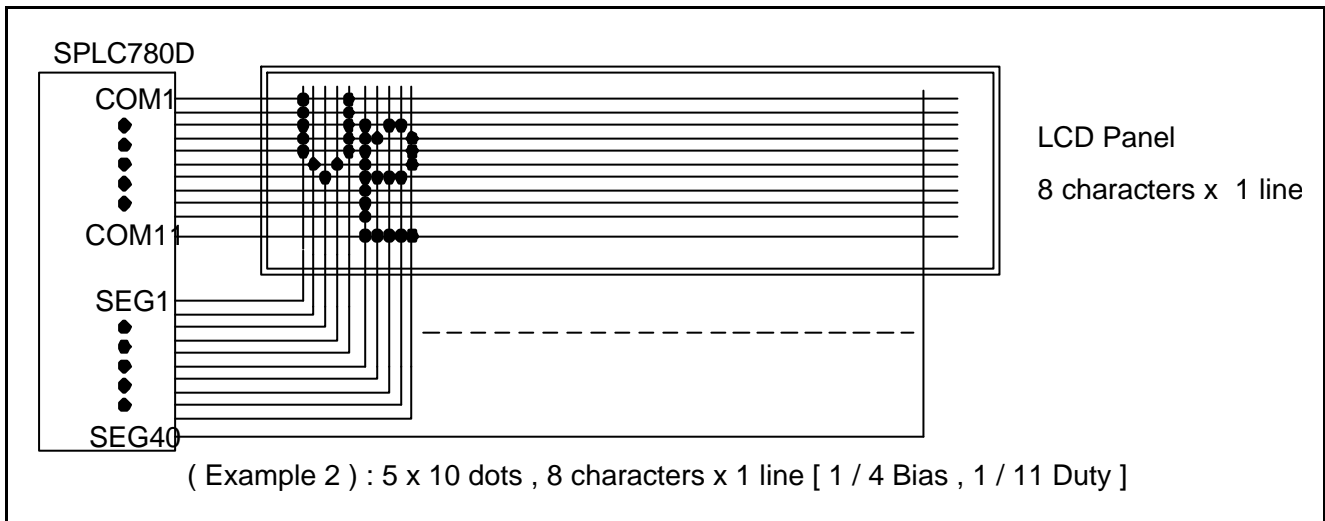 SPLC780D
COM1
COM11
SEG1
SEG40
LCD Panel
8 characters x 1 line
( Example 2 ) : 5 x 10 dots , 8 characters x 1 line [ 1 / 4 Bias , 1 / 11 Duty ]